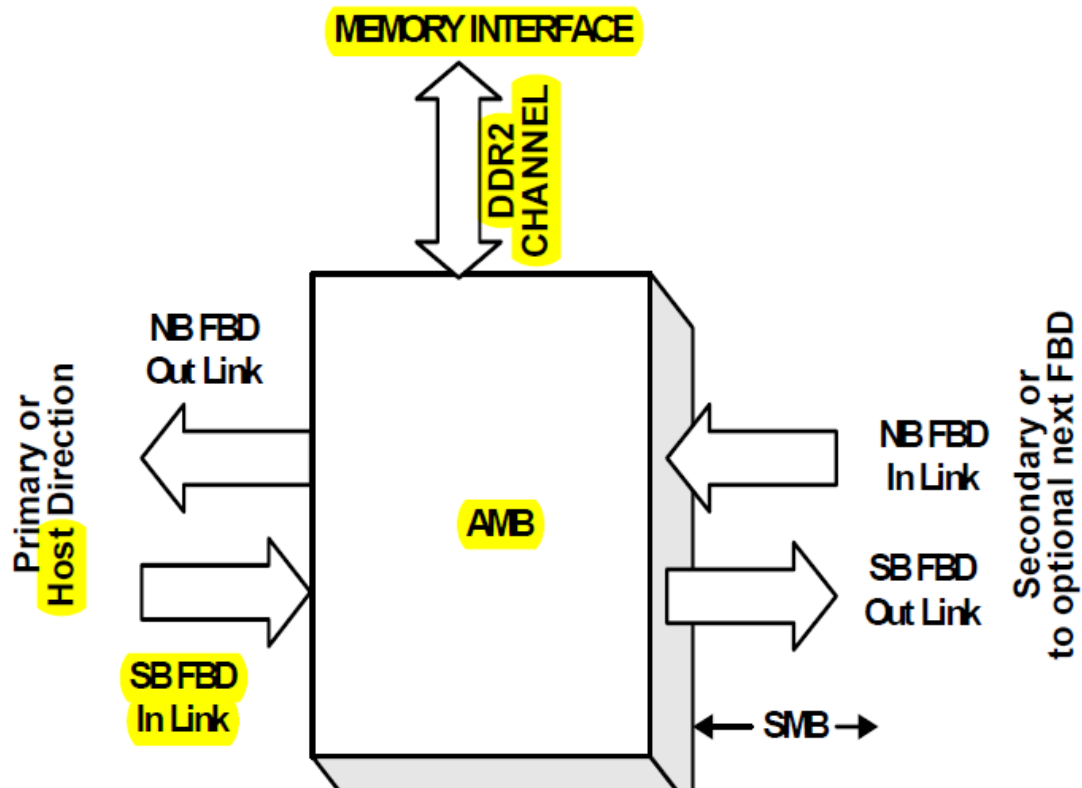 MEMORY INTERFACE
DDR2
CHANNEL
NB FBD
Out Link
Primary or
Host Direction
SB FBD
In Link
AMB
NB FBD
In Link
SB FBD
Out Link
Secondary or
to optional next FBD
SMB